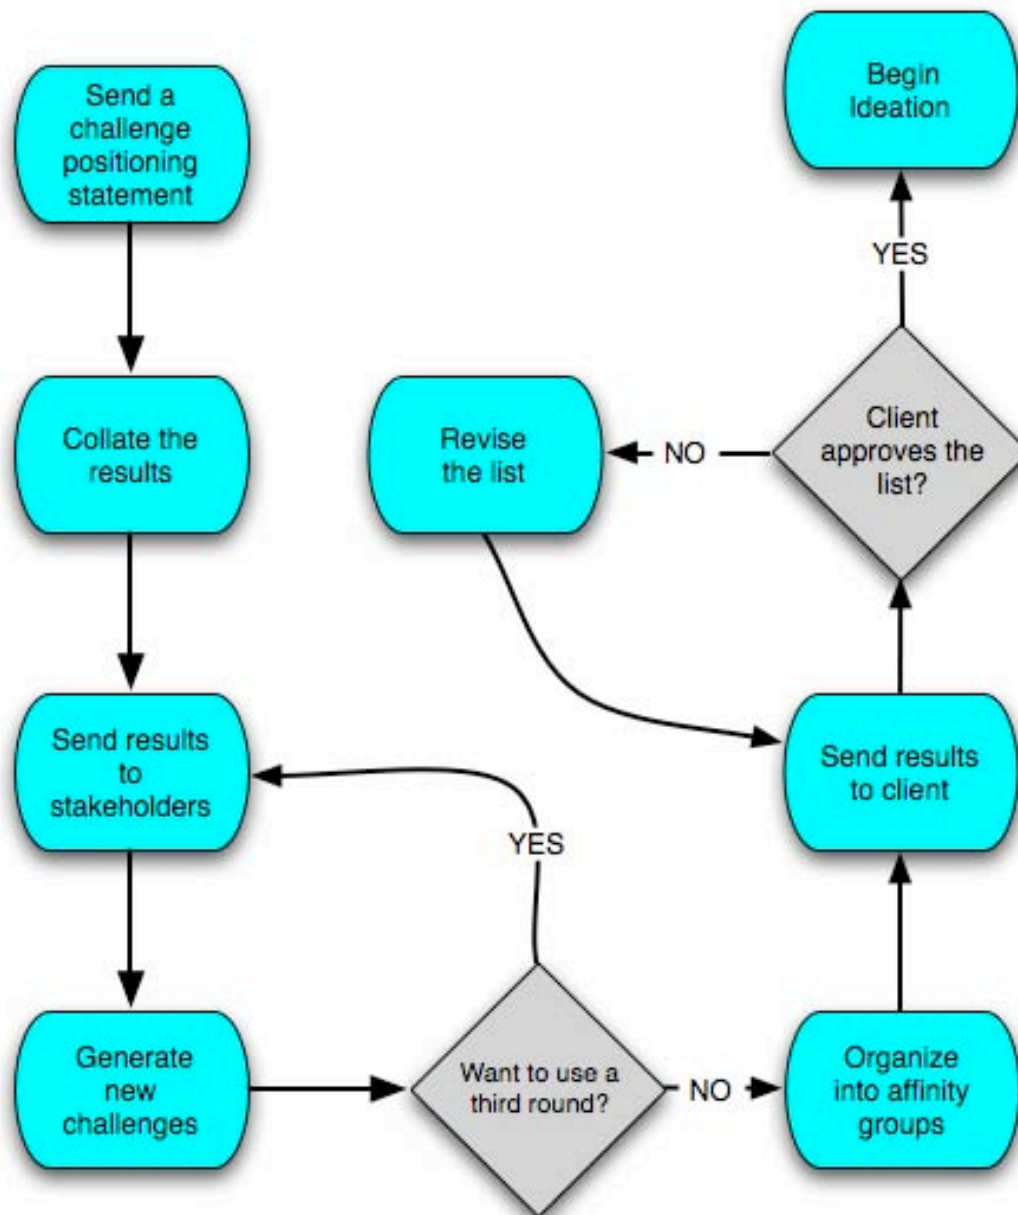 Send a
challenge
positioning
statement
Collate the
results
Send results
to
stakeholders
Generate
new
challenges
Want to use a
third round?
YES
NO
Organize
into affinity
groups
Send results
to client
Client
approves the
list?
NO
Revise
the list
YES
Begin
Ideation